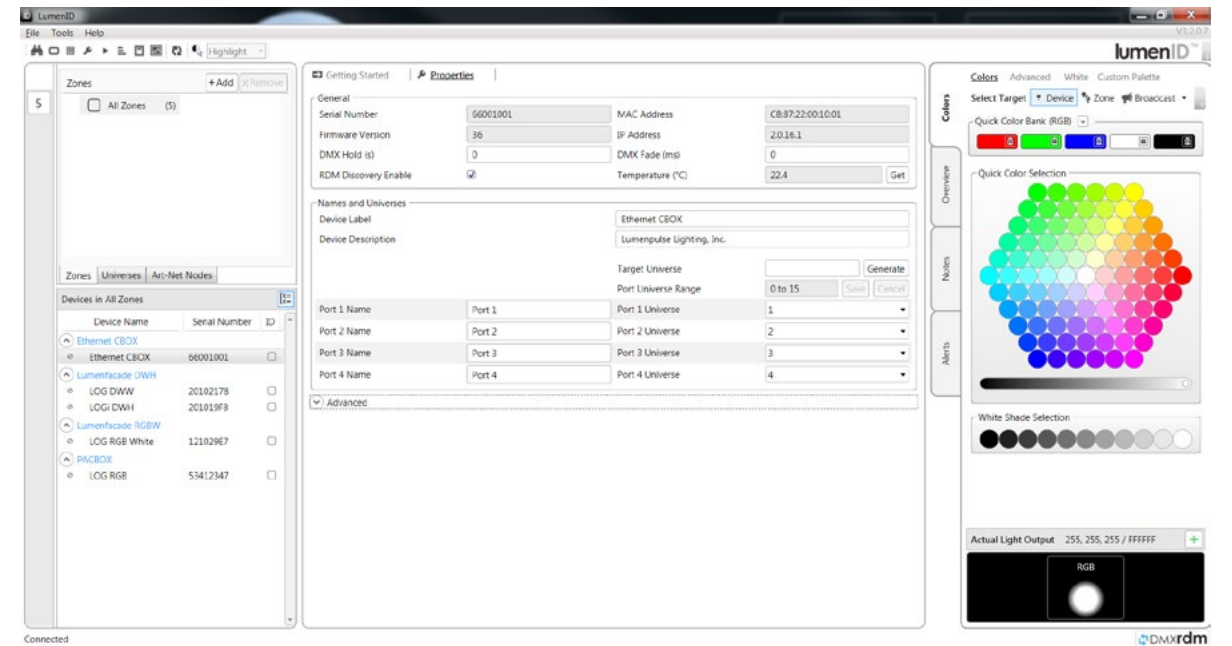 LumenID
File Tools Help
V1.2.0.7
Highlight
lumenID™
Zones
+Add
Remove
5
All Zones (5)
Zones Universes Art-Net Nodes
Devices in All Zones
Device Name Serial Number ID
Ethernet CBOX
Ethernet CBOX 66001001
Lumenfacade DWH
LOG DWW 20102178
LOGi DWH 201019F8
Lumenfacade RGBW
LOG RGB White 121029E7
PACBOX
LOG RGB 53412347
Connected
Getting Started Properties
General
Serial Number 66001001 MAC Address C8:87:22:00:10:01
Firmware Version 36 IP Address 2.0.16.1
DMX Hold (s) 0 DMX Fade (ms) 0
RDM Discovery Enable Temperature (°C) 22.4 Get
Names and Universes
Device Label Ethernet CBOX
Device Description Lumenpulse Lighting, Inc.
Target Universe Generate
Port Universe Range 0 to 15 Save Cancel
Port 1 Name Port 1 Port 1 Universe 1
Port 2 Name Port 2 Port 2 Universe 2
Port 3 Name Port 3 Port 3 Universe 3
Port 4 Name Port 4 Port 4 Universe 4
Advanced
Colors
Overview
Notes
Alerts
Colors Advanced White Custom Palette
Select Target Device Zone Broadcast
Quick Color Bank (RGB)
Quick Color Selection
White Shade Selection
Actual Light Output 255, 255, 255 / FFFFFF
RGB
DMXrdm